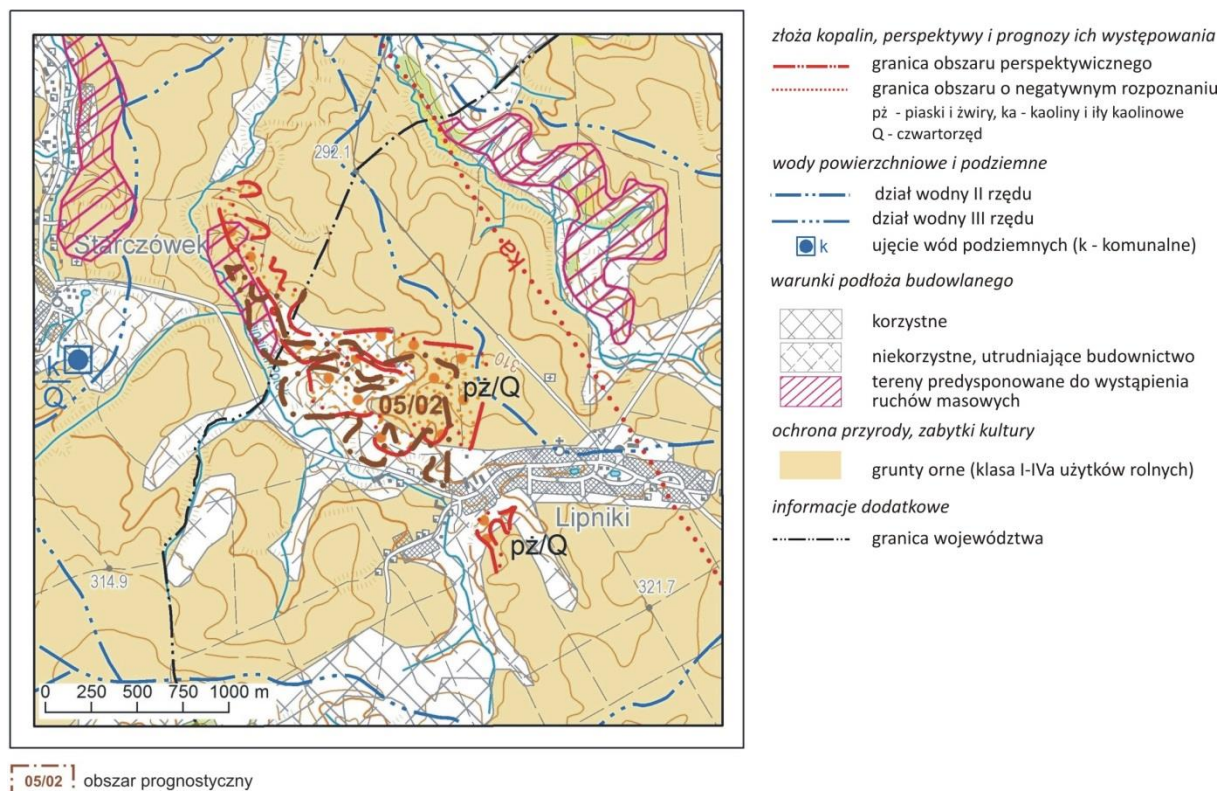 292.1
Starczówek
ka
k
Q
310
pż/Q
05/02
Lipniki
pż/Q
314.9
321.7
0 250 500 750 1000 m
05/02 obszar prognostyczny
złoża kopalin, perspektywy i prognozy ich występowania
granica obszaru perspektywicznego
granica obszaru o negatywnym rozpoznaniu
pż - piaski i żwiry, ka - kaoliny i iły kaolinowe
Q - czwartorzęd
wody powierzchniowe i podziemne
dział wodny II rzędu
dział wodny III rzędu
k ujęcie wód podziemnych (k - komunalne)
warunki podłoża budowlanego
korzystne
niekorzystne, utrudniające budownictwo
tereny predysponowane do wystąpienia
ruchów masowych
ochrona przyrody, zabytki kultury
grunty orne (klasa I-IVa użytków rolnych)
informacje dodatkowe
granica województwa